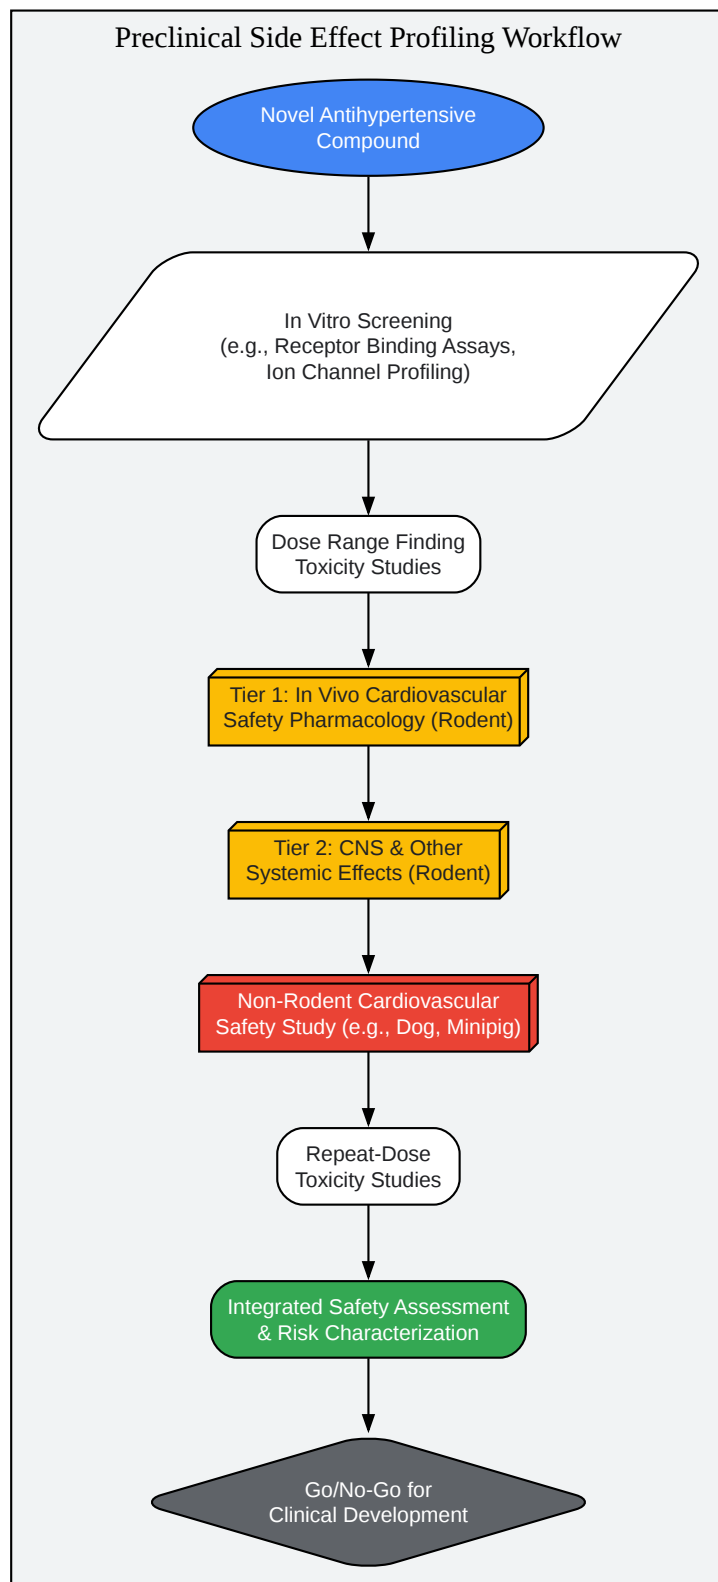 Preclinical Side Effect Profiling Workflow
Novel Antihypertensive
Compound
In Vitro Screening
(e.g., Receptor Binding Assays,
Ion Channel Profiling)
Dose Range Finding
Toxicity Studies
Tier 1: In Vivo Cardiovascular
Safety Pharmacology (Rodent)
Tier 2: CNS & Other
Systemic Effects (Rodent)
Non-Rodent Cardiovascular
Safety Study (e.g., Dog, Minipig)
Repeat-Dose
Toxicity Studies
Integrated Safety Assessment
& Risk Characterization
Go/No-Go for
Clinical Development